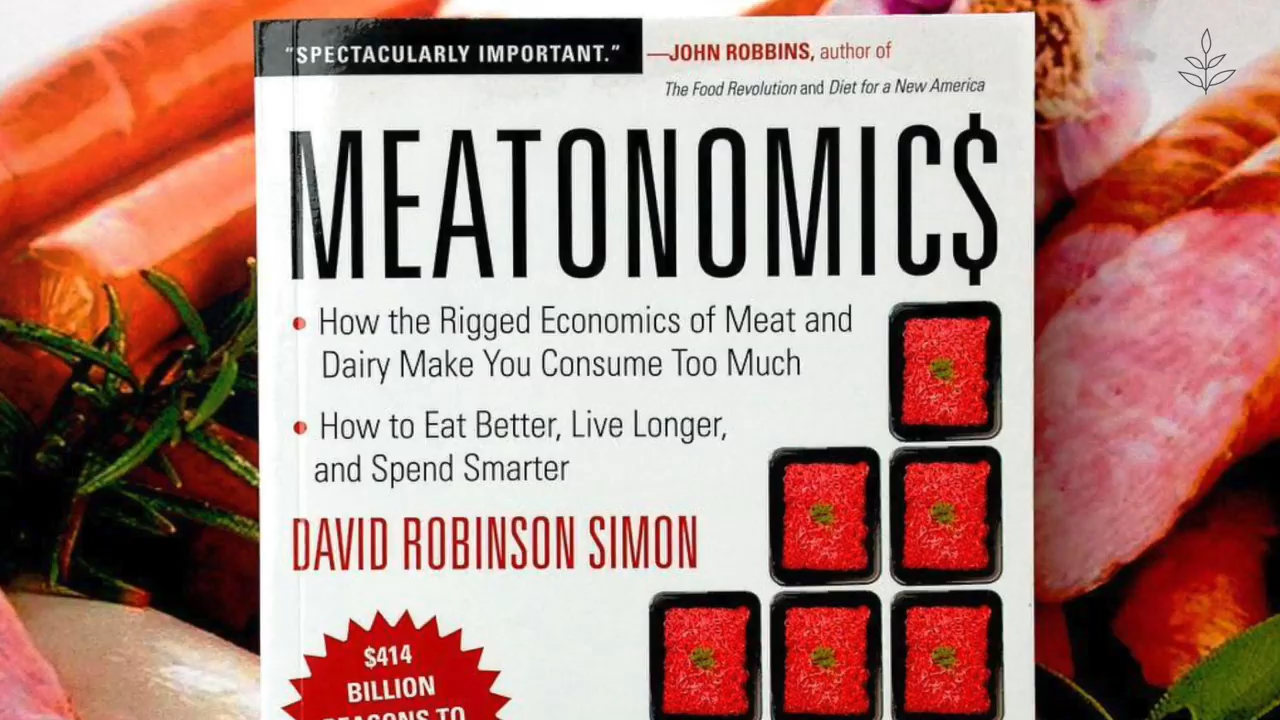 "SPECTACULARLY IMPORTANT."—JOHN ROBBINS, author of
The Food Revolution and Diet for a New America
MEATONOMIC$
• How the Rigged Economics of Meat and
Dairy Make You Consume Too Much
• How to Eat Better, Live Longer,
and Spend Smarter
DAVID ROBINSON SIMON
$414
BILLION
REASONS TO